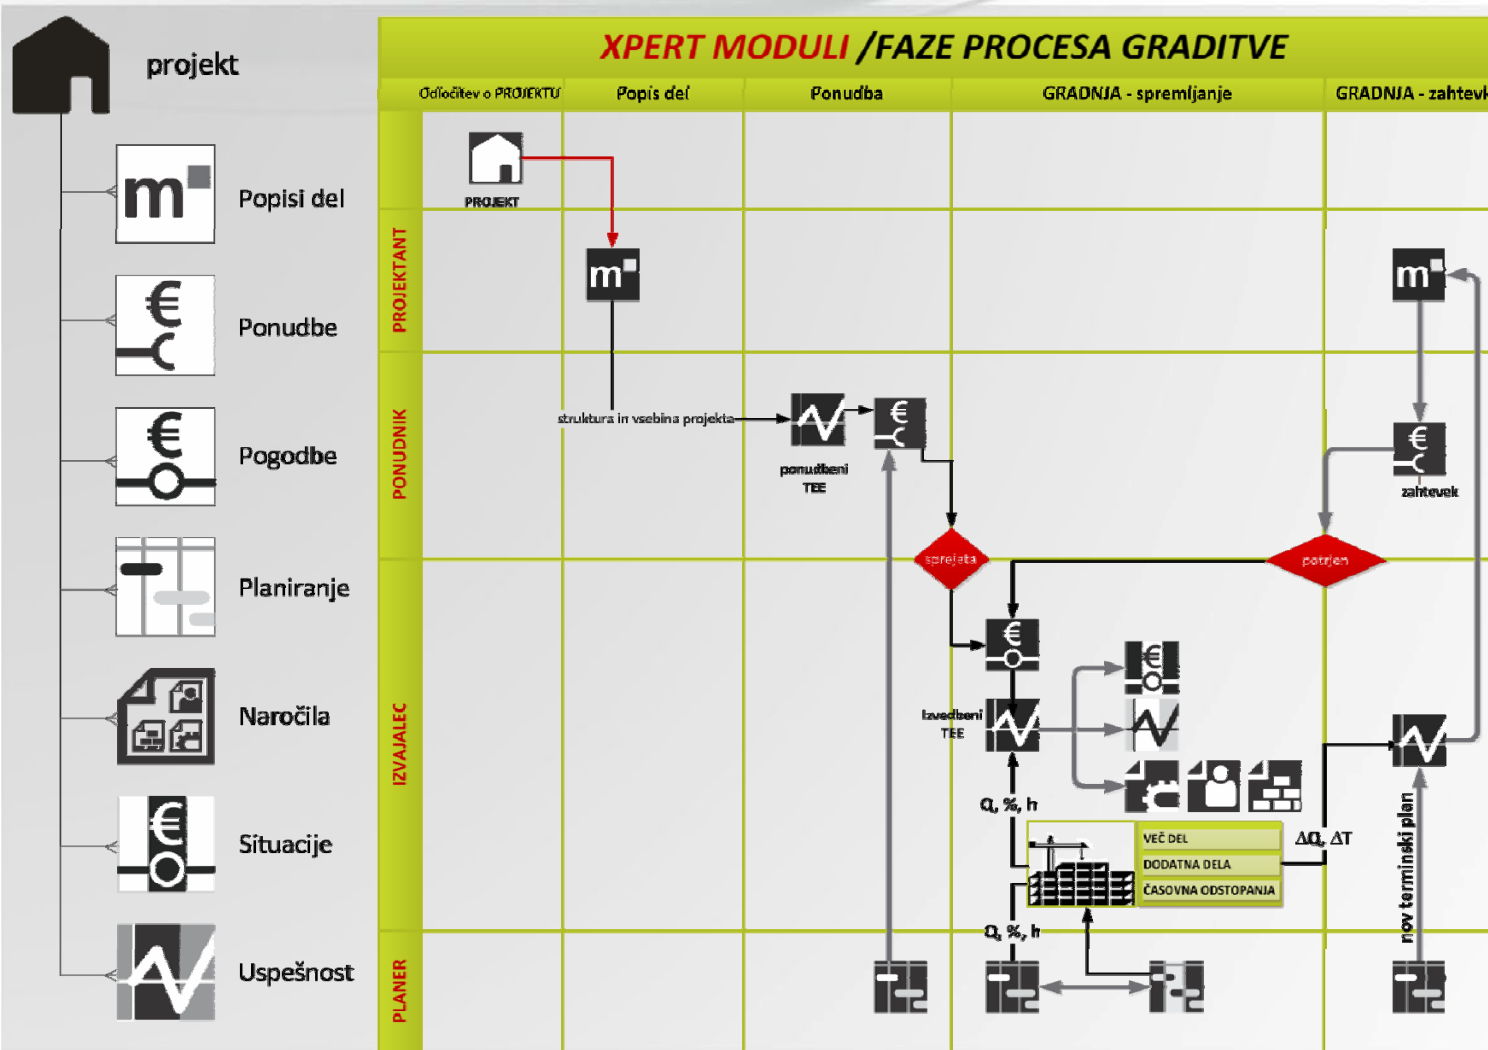 projekt
Popisi del
Ponudbe
Pogodbe
Planiranje
Naročila
Situacije
Uspešnost
XPERT MODULI /FAZE PROCESA GRADITVE
Odločitev o PROJEKTU
Popis del
Ponudba
GRADNJA - spremljanje
GRADNJA - zahtevk
PROJEKT
PROJEKTANT
m
m
m
PONUDNIK
struktura in vsebina projekta
ponudbeni
TEE
€
€
zahtevek
sprejeta
potrjen
IZVAJALEC
€
€
Izvedbeni
TEE
Q, %, h
VEČ DEL
DODATNA DELA
ČASOVNA ODSTOPANJA
ΔQ, ΔT
nov terminski plan
Q, %, h
PLANER
€
€
€